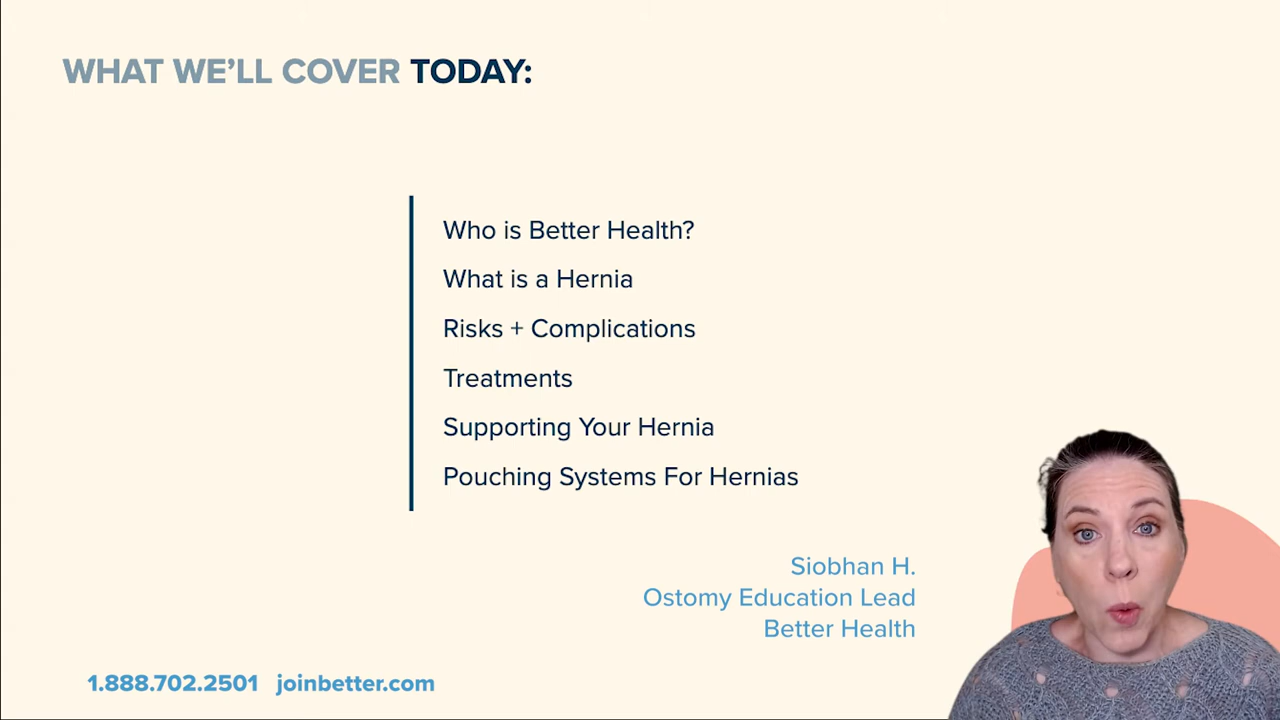 WHAT WE'LL COVER TODAY:
Who is Better Health?
What is a Hernia
Risks + Complications
Treatments
Supporting Your Hernia
Pouching Systems For Hernias
Siobhan H.
Ostomy Education Lead
Better Health
1.888.702.2501 joinbetter.com